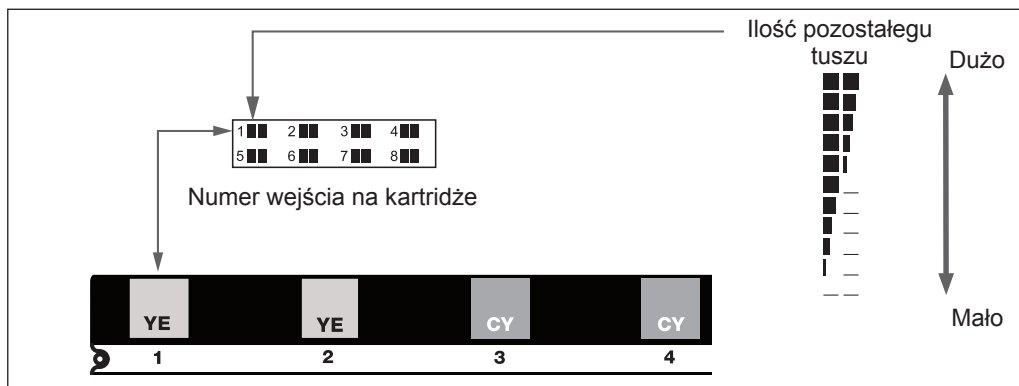 Ilość pozostałegu
tuszu
Dużo
1 2 3 4
5 6 7 8
Numer wejścia na kartridże
Mało
YE YE CY CY
1 2 3 4